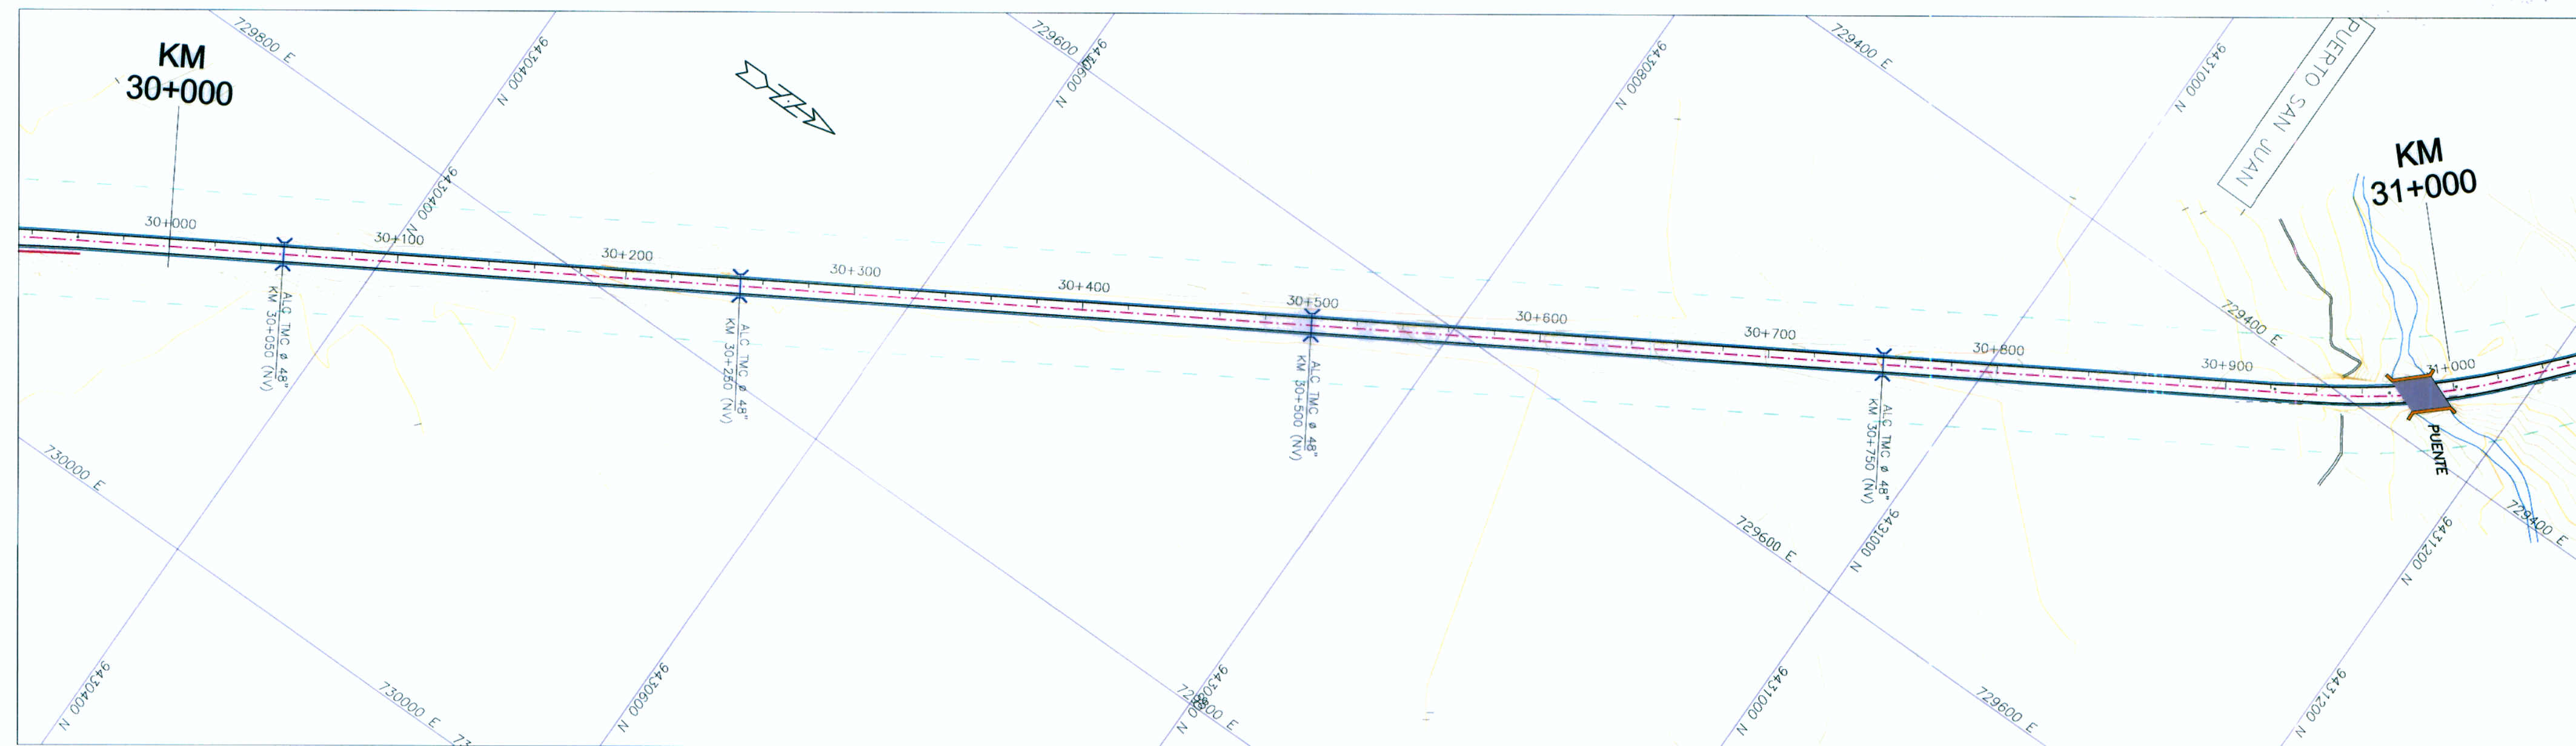 729800 E
9430400 N
729600
9430600 N
9430800 N
729400 E
9431000 N
PUERTO SAN JUAN
KM
30+000
KM
31+000
9430400 N
30+000
30+100
30+200
30+300
30+400
30+500
30+600
30+700
30+800
30+900
31+000
729400 E
ALC TMC ø 48"
KM 30+050 (NV)
ALC TMC ø 48"
KM 30+250 (NV)
ALC TMC ø 48"
KM 30+500 (NV)
ALC TMC ø 48"
KM 30+750 (NV)
PUENTE
730000 E
729600 E
9431000 N
9431200 N
729400 E
9430400 N
730000 E
9430600 N
9431000 N
729600 E
9431200 N